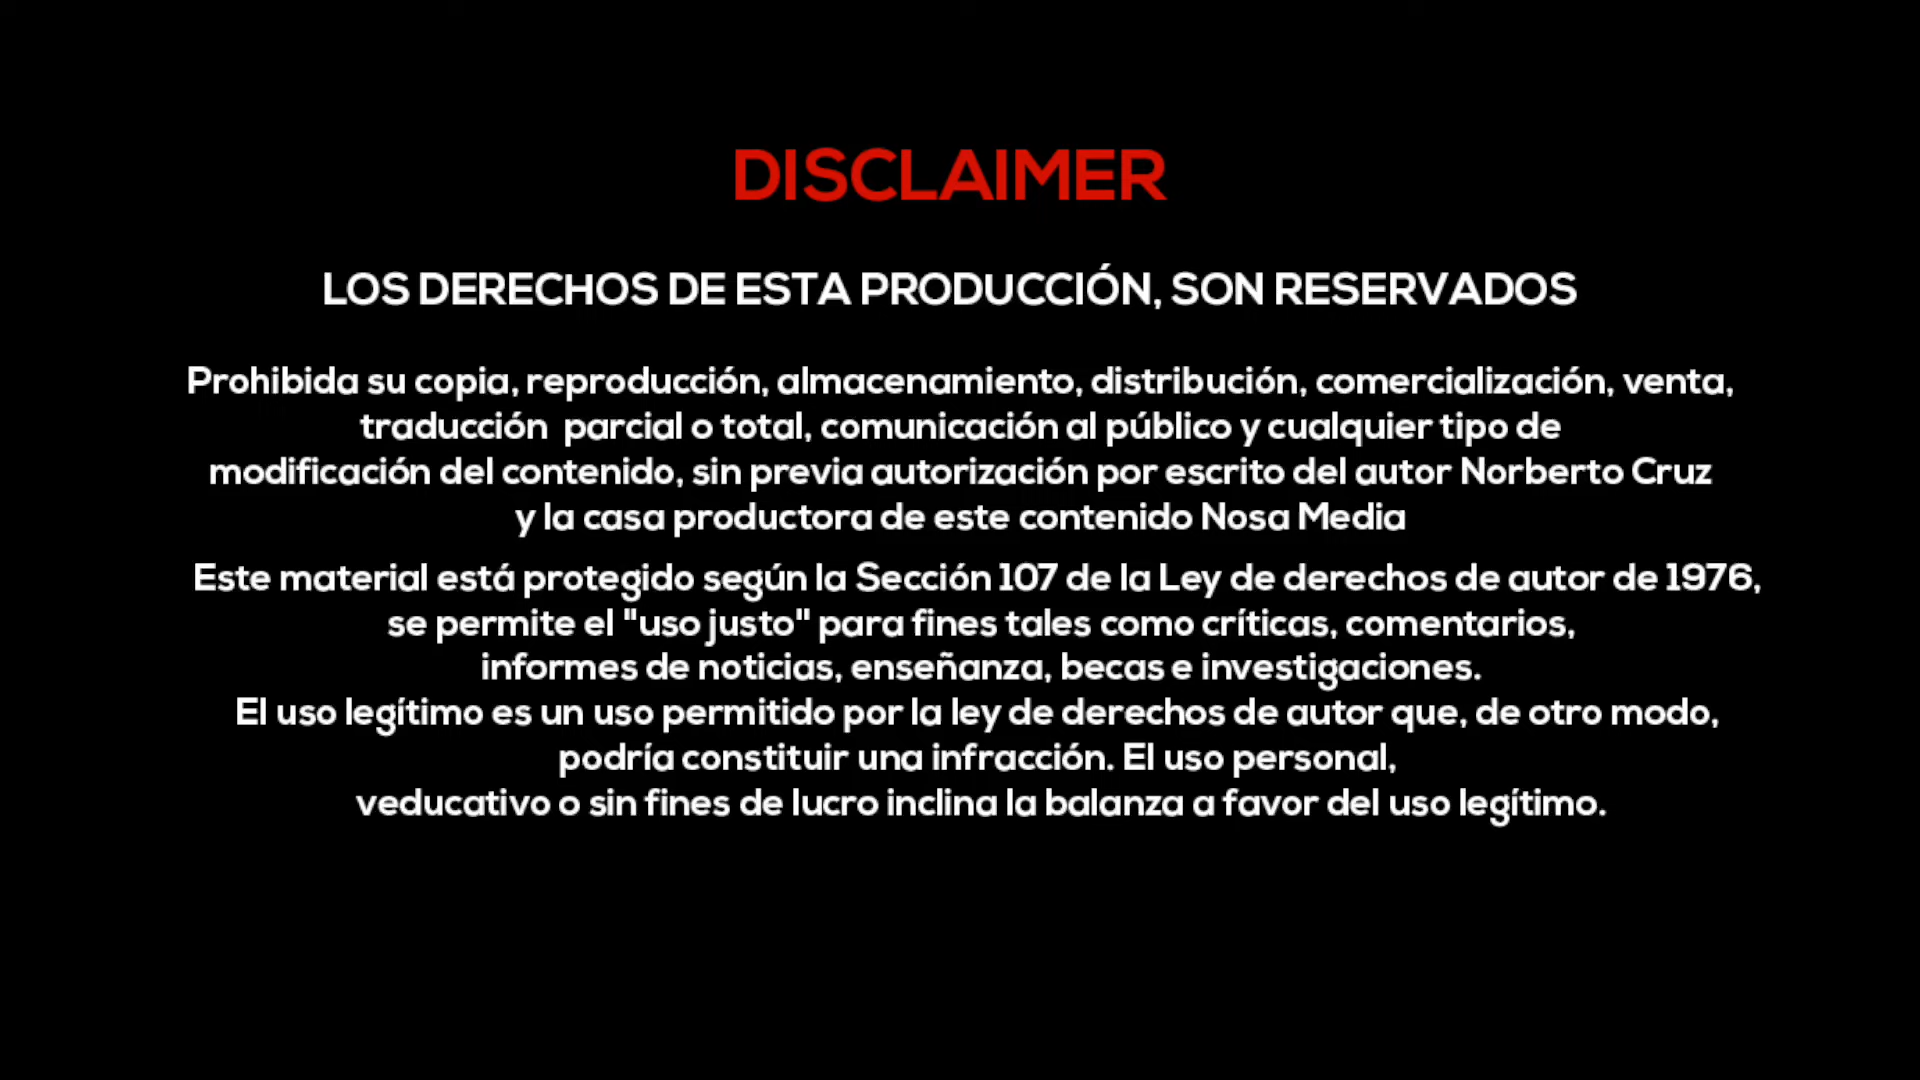 DISCLAIMER
LOS DERECHOS DE ESTA PRODUCCIÓN, SON RESERVADOS
Prohibida su copia, reproducción, almacenamiento, distribución, comercialización, venta,
traducción  parcial o total, comunicación al público y cualquier tipo de
modificación del contenido, sin previa autorización por escrito del autor Norberto Cruz
y la casa productora de este contenido Nosa Media
Este material está protegido según la Sección 107 de la Ley de derechos de autor de 1976,
se permite el "uso justo" para fines tales como críticas, comentarios,
informes de noticias, enseñanza, becas e investigaciones.
El uso legítimo es un uso permitido por la ley de derechos de autor que, de otro modo,
podría constituir una infracción. El uso personal,
veducativo o sin fines de lucro inclina la balanza a favor del uso legítimo.